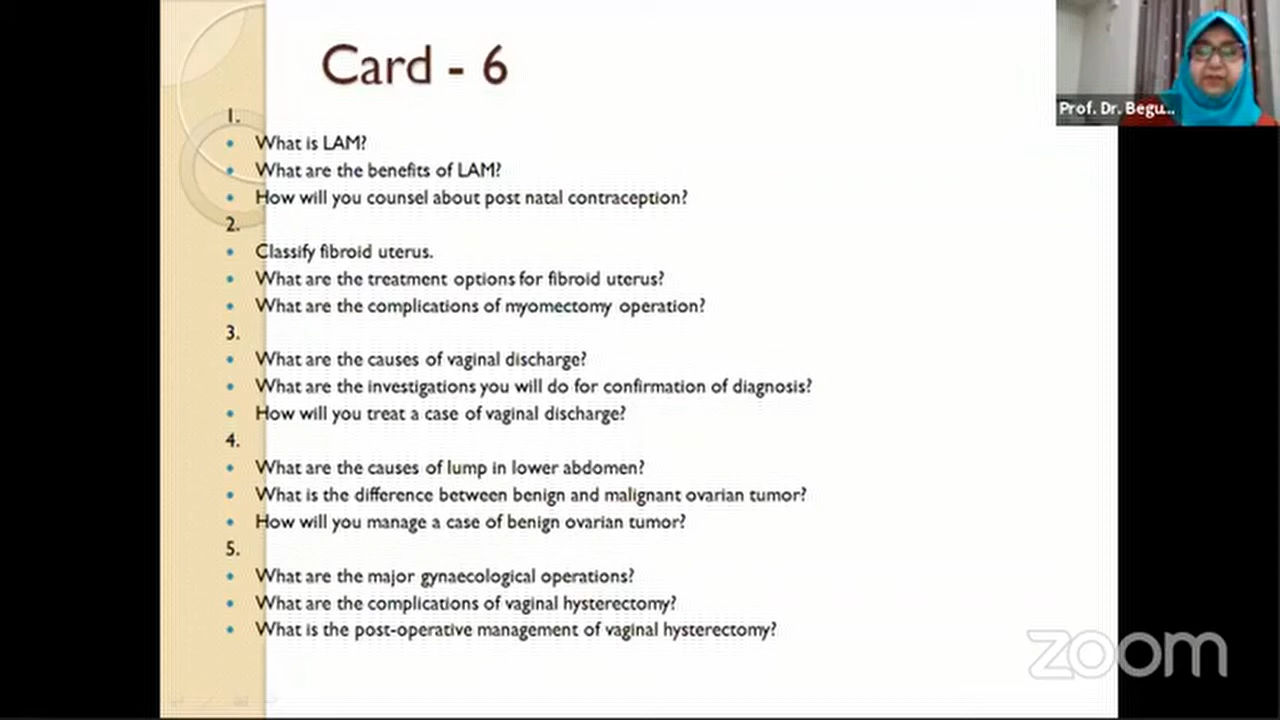 Card - 6
Prof. Dr. Begu...
1.
• What is LAM?
• What are the benefits of LAM?
• How will you counsel about post natal contraception?
2.
• Classify fibroid uterus.
• What are the treatment options for fibroid uterus?
• What are the complications of myomectomy operation?
3.
• What are the causes of vaginal discharge?
• What are the investigations you will do for confirmation of diagnosis?
• How will you treat a case of vaginal discharge?
4.
• What are the causes of lump in lower abdomen?
• What is the difference between benign and malignant ovarian tumor?
• How will you manage a case of benign ovarian tumor?
5.
• What are the major gynaecological operations?
• What are the complications of vaginal hysterectomy?
• What is the post-operative management of vaginal hysterectomy?
zoom